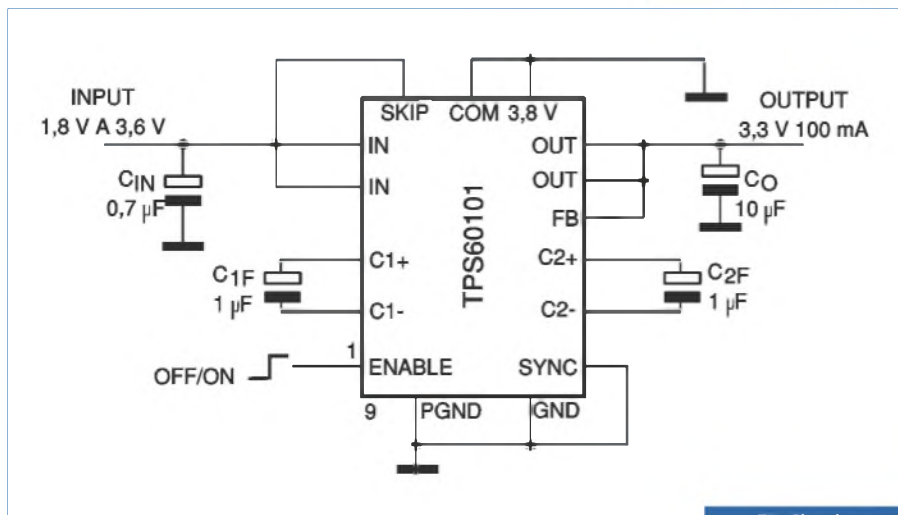 INPUT
1,8 V A 3,6 V
SKIP COM 3,8 V
OUTPUT
3,3 V 100 mA
IN
OUT
IN
OUT
FB
CIN
0,7 µF
CO
10 µF
TPS60101
C1F
1 µF
C1+
C2+
C1-
C2-
C2F
1 µF
OFF/ON
1
ENABLE
SYNC
9
PGND
GND